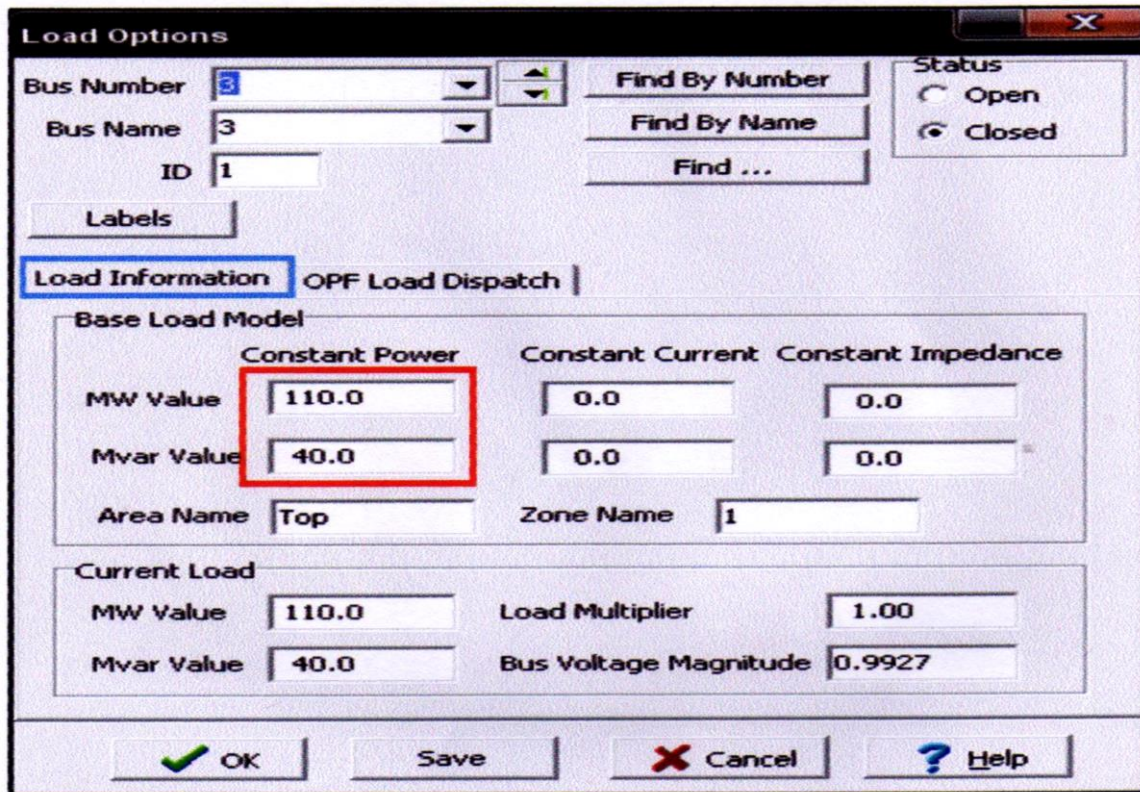 Load Options
X
Bus Number 3 Find By Number Status
Open
Bus Name 3 Find By Name
Closed
ID 1 Find ...
Labels
Load Information OPF Load Dispatch
Base Load Model
Constant Power Constant Current Constant Impedance
MW Value 110.0 0.0 0.0
Mvar Value 40.0 0.0 0.0
Area Name Top Zone Name 1
Current Load
MW Value 110.0 Load Multiplier 1.00
Mvar Value 40.0 Bus Voltage Magnitude 0.9927
OK Save Cancel ? Help